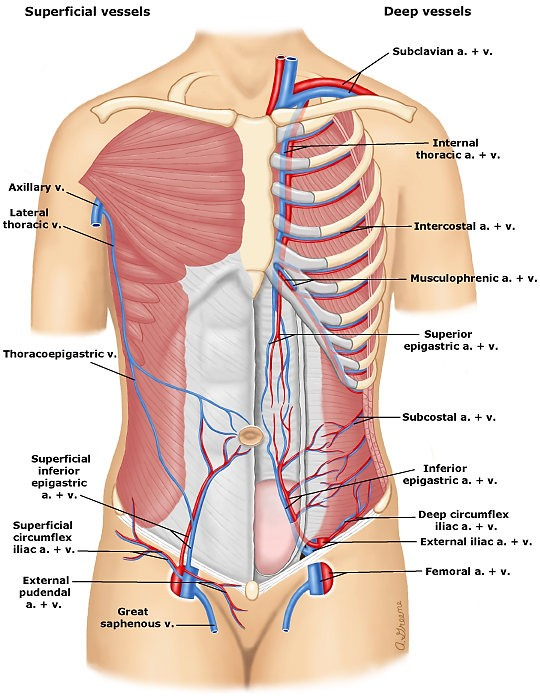 Superficial vessels
Deep vessels
Subclavian a. + v.
Internal
thoracic a. + v.
Axillary v.
Lateral
thoracic v.
Intercostal a. + v.
Musculophrenic a. + v.
Superior
epigastric a. + v.
Thoracoepigastric v.
Subcostal a. + v.
Superficial
inferior
epigastric
a. + v.
Inferior
epigastric a. + v.
Deep circumflex
iliac a. + v.
Superficial
circumflex
iliac a. + v.
External iliac a. + v.
External
pudendal
a. + v.
Femoral a. + v.
Great
saphenous v.
A. Greene